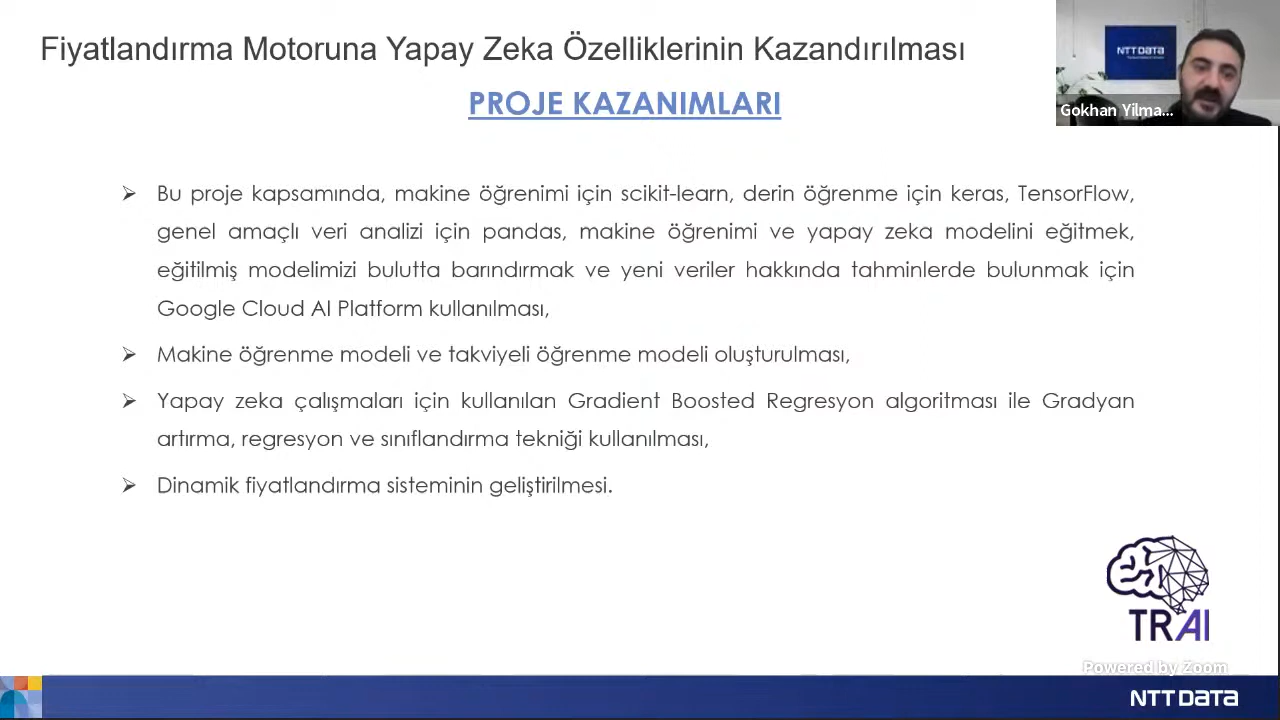 Fiyatlandırma Motoruna Yapay Zeka Özelliklerinin Kazandırılması
PROJE KAZANIMLARI
NTT DATA
Gokhan Yilma...
Bu proje kapsamında, makine öğrenimi için scikit-learn, derin öğrenme için keras, TensorFlow,
genel amaçlı veri analizi için pandas, makine öğrenimi ve yapay zeka modelini eğitmek,
eğitilmiş modelimizi bulutta barındırmak ve yeni veriler hakkında tahminlerde bulunmak için
Google Cloud AI Platform kullanılması,
Makine öğrenme modeli ve takviyeli öğrenme modeli oluşturulması,
Yapay zeka çalışmaları için kullanılan Gradient Boosted Regresyon algoritması ile Gradyan
artırma, regresyon ve sınıflandırma tekniği kullanılması,
Dinamik fiyatlandırma sisteminin geliştirilmesi.
TRAI
Powered by Zoom
NTT DATA